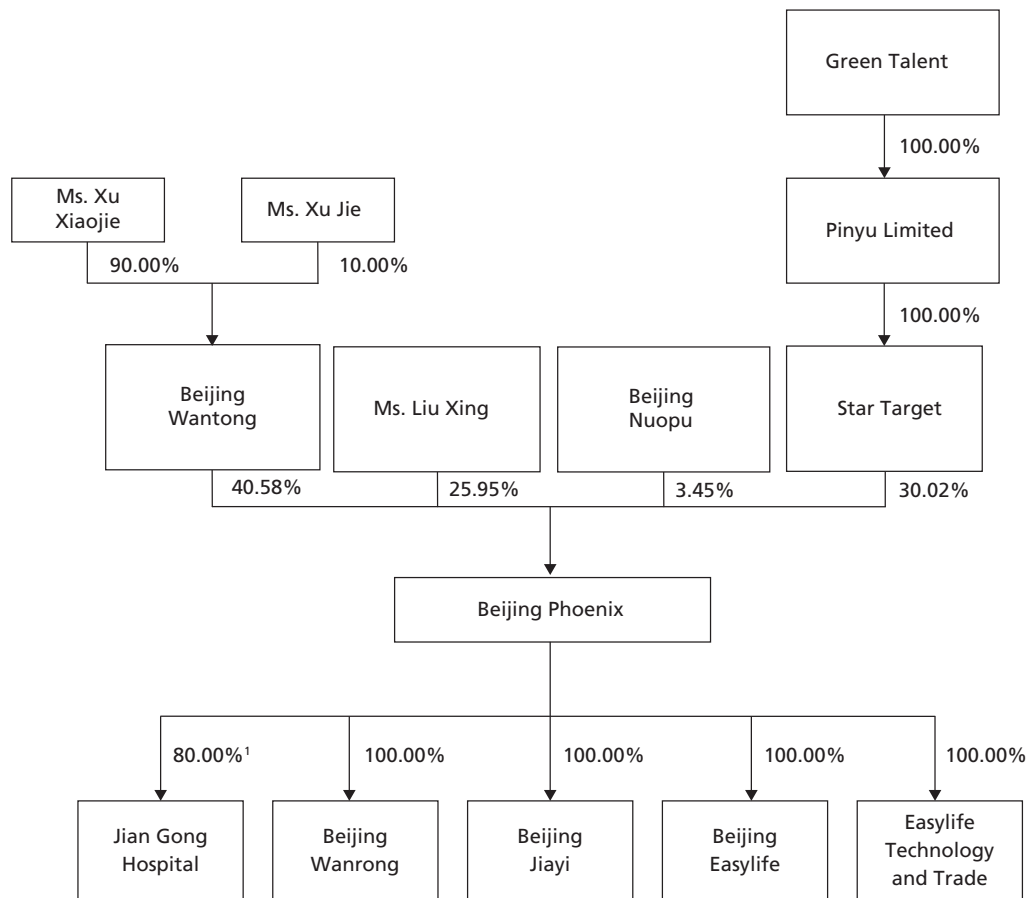 Green Talent
100.00%
Ms. Xu
Xiaojie
Ms. Xu Jie
Pinyu Limited
90.00%
10.00%
100.00%
Beijing
Wantong
Ms. Liu Xing
Beijing
Nuopu
Star Target
40.58%
25.95%
3.45%
30.02%
Beijing Phoenix
80.00%¹
100.00%
100.00%
100.00%
100.00%
Jian Gong
Hospital
Beijing
Wanrong
Beijing
Jiayi
Beijing
Easylife
Easylife
Technology
and Trade